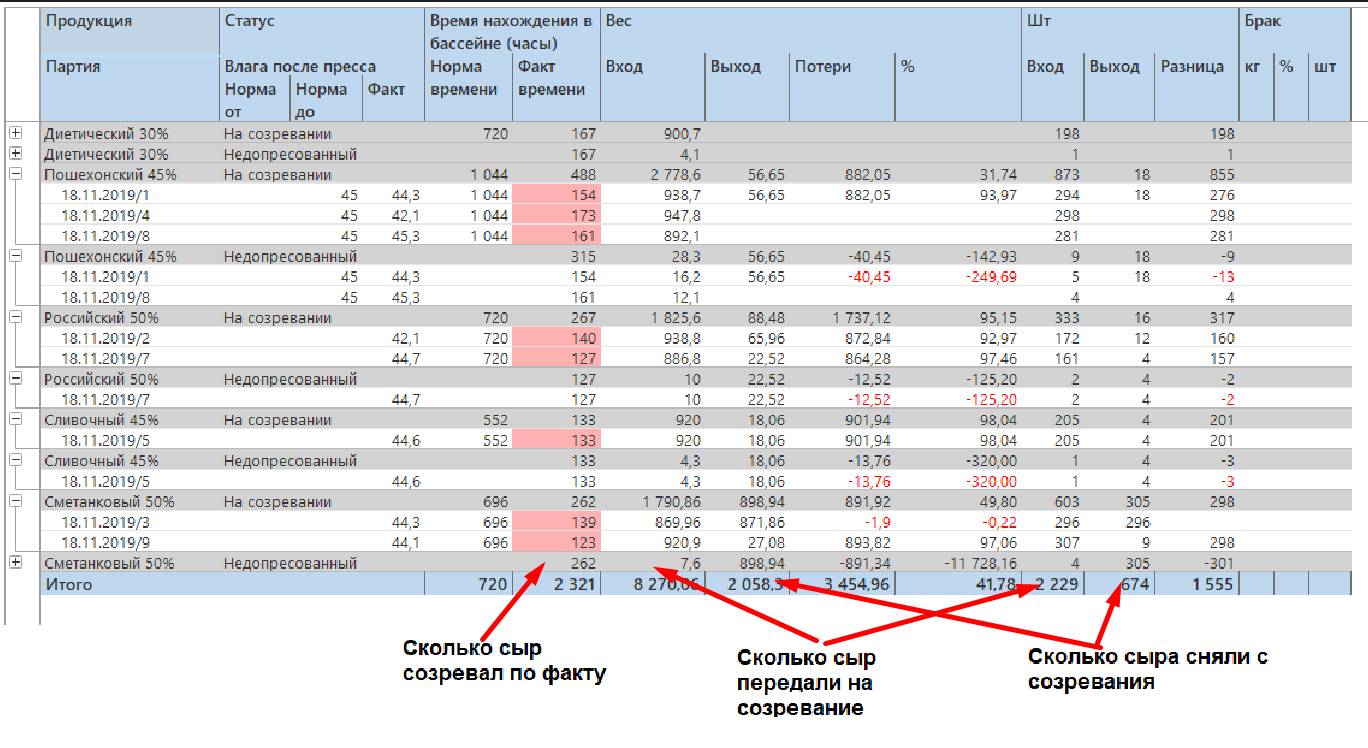 Продукция Статус Время нахождения в бассейне (часы) Вес Шт Брак
Партия Влага после пресса Норма времени Факт времени Вход Выход Потери % Вход Выход Разница кг % шт
Норма от Норма до Факт
Диетический 30% На созревании 720 167 900,7 198 198
Диетический 30% Недопресованный 167 4,1 1 1
Пошехонский 45% На созревании 1 044 488 2 778,6 56,65 882,05 31,74 873 18 855
18.11.2019/1 45 44,3 1 044 154 938,7 56,65 882,05 93,97 294 18 276
18.11.2019/4 45 42,1 1 044 173 947,8 298 298
18.11.2019/8 45 45,3 1 044 161 892,1 281 281
Пошехонский 45% Недопресованный 315 28,3 56,65 -40,45 -142,93 9 18 -9
18.11.2019/1 45 44,3 154 16,2 56,65 -40,45 -249,69 5 18 -13
18.11.2019/8 45 45,3 161 12,1 4 4
Российский 50% На созревании 720 267 1 825,6 88,48 1 737,12 95,15 333 16 317
18.11.2019/2 42,1 720 140 938,8 65,96 872,84 92,97 172 12 160
18.11.2019/7 44,7 720 127 886,8 22,52 864,28 97,46 161 4 157
Российский 50% Недопресованный 127 10 22,52 -12,52 -125,20 2 4 -2
18.11.2019/7 44,7 127 10 22,52 -12,52 -125,20 2 4 -2
Сливочный 45% На созревании 552 133 920 18,06 901,94 98,04 205 4 201
18.11.2019/5 44,6 552 133 920 18,06 901,94 98,04 205 4 201
Сливочный 45% Недопресованный 133 4,3 18,06 -13,76 -320,00 1 4 -3
18.11.2019/5 44,6 133 4,3 18,06 -13,76 -320,00 1 4 -3
Сметанковый 50% На созревании 696 262 1 790,86 898,94 891,92 49,80 603 305 298
18.11.2019/3 44,3 696 139 869,96 871,86 -1,9 -0,22 296 296
18.11.2019/9 44,1 696 123 920,9 27,08 893,82 97,06 307 9 298
Сметанковый 50% Недопресованный 262 7,6 898,94 -891,34 -11 728,16 4 305 -301
Итого 720 2 321 8 270,06 2 058,3 3 454,96 41,78 2 229 674 1 555
Сколько сыр
созревал по факту
Сколько сыр
передали на
созревание
Сколько сыра сняли с
созревания